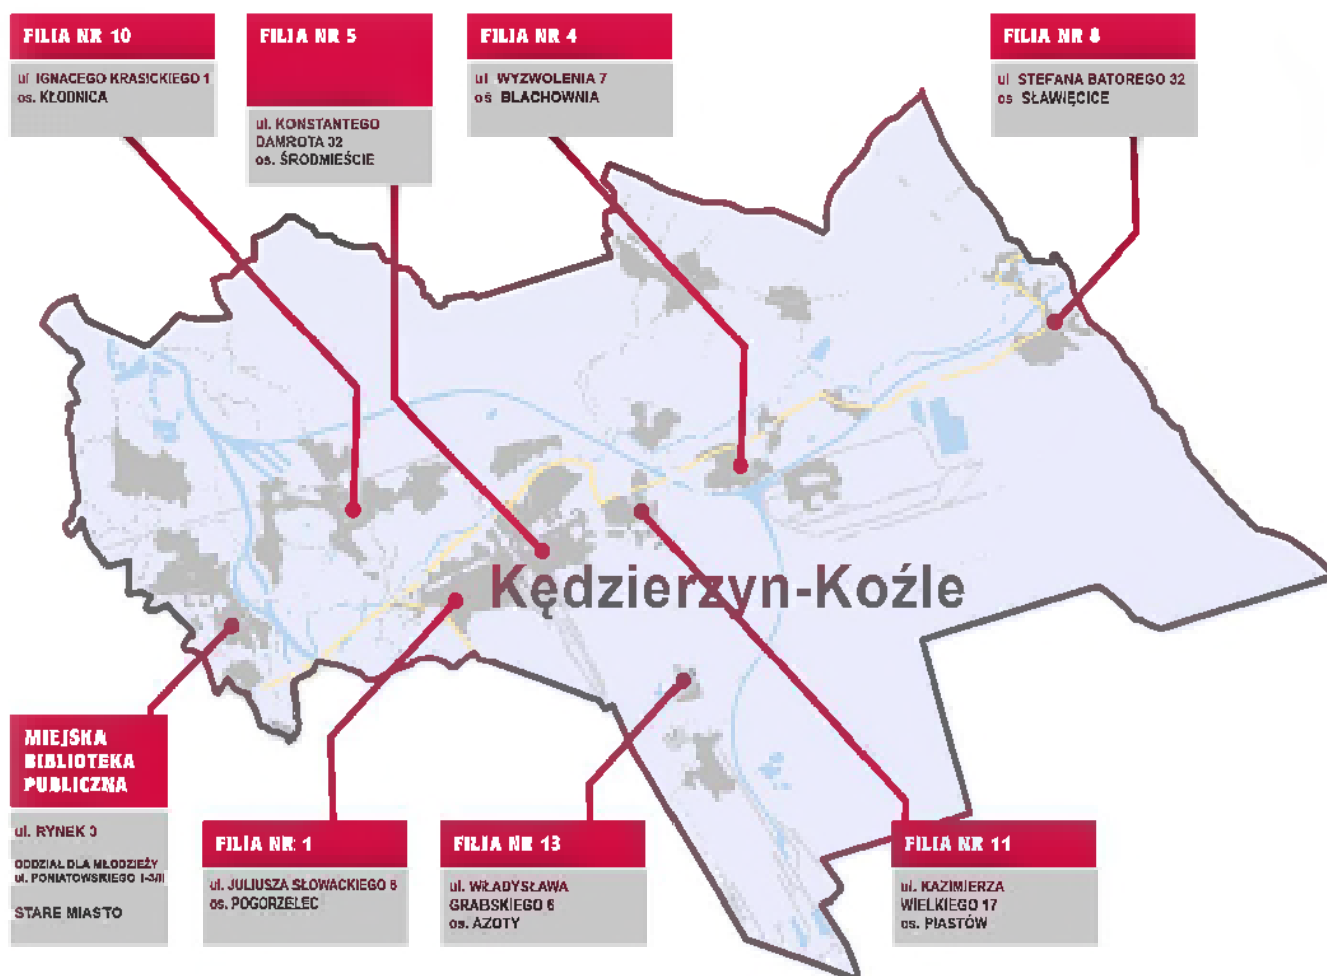 FILIA NR 10
ul IGNACEGO KRASICKIEGO 1
os. KŁODNICA
FILIA NR 5
ul. KONSTANTEGO
DAMROTA 32
os. ŚRODMIEŚCIE
FILIA NR 4
ul WYZWOLENIA 7
oś BLACHOWNIA
FILIA NR 8
ul STEFANA BATOREGO 32
os SŁAWIĘCICE
Kędzierzyn-Koźle
MIEJSKA
BIBLIOTEKA
PUBLICZNA
ul. RYNEK 3
ODDZIAŁ DLA MŁODZIEŻY
ul. PONIATOWSKIEGO
STARE MIASTO
FILIA NR 1
ul. JULIUSZA SŁOWACKIEGO
os. POGORZELEC
FILIA NR 13
ul. WŁADYSŁAWA
GRABSKIEGO 6
os. AZOTY
FILIA NR 11
ul. KAZIMIERZA
WIELKIEGO 17
os. PIASTÓW